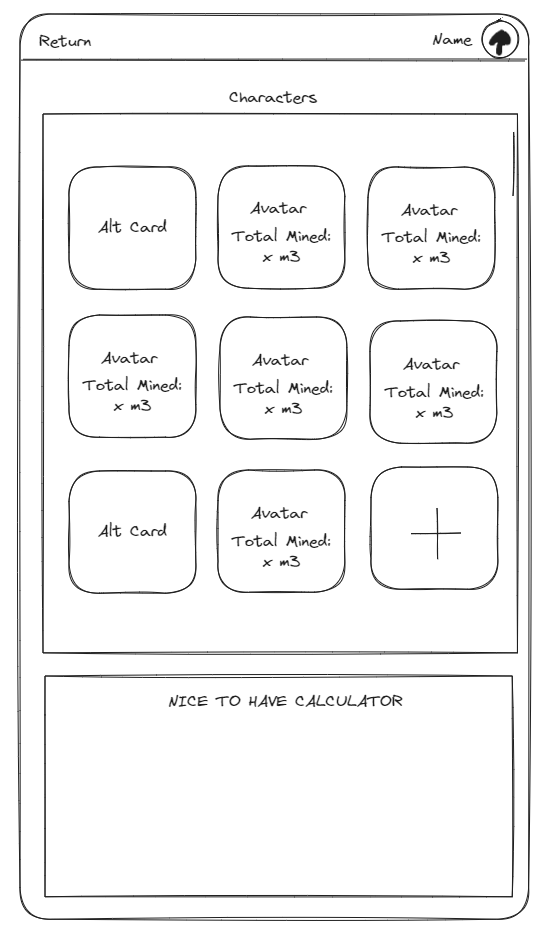 Return
Name
Characters
Alt Card
Avatar
Total Mined:
x m3
Avatar
Total Mined:
x m3
Avatar
Total Mined:
x m3
Avatar
Total Mined:
x m3
Avatar
Total Mined:
x m3
Alt Card
Avatar
Total Mined:
x m3
NICE TO HAVE CALCULATOR